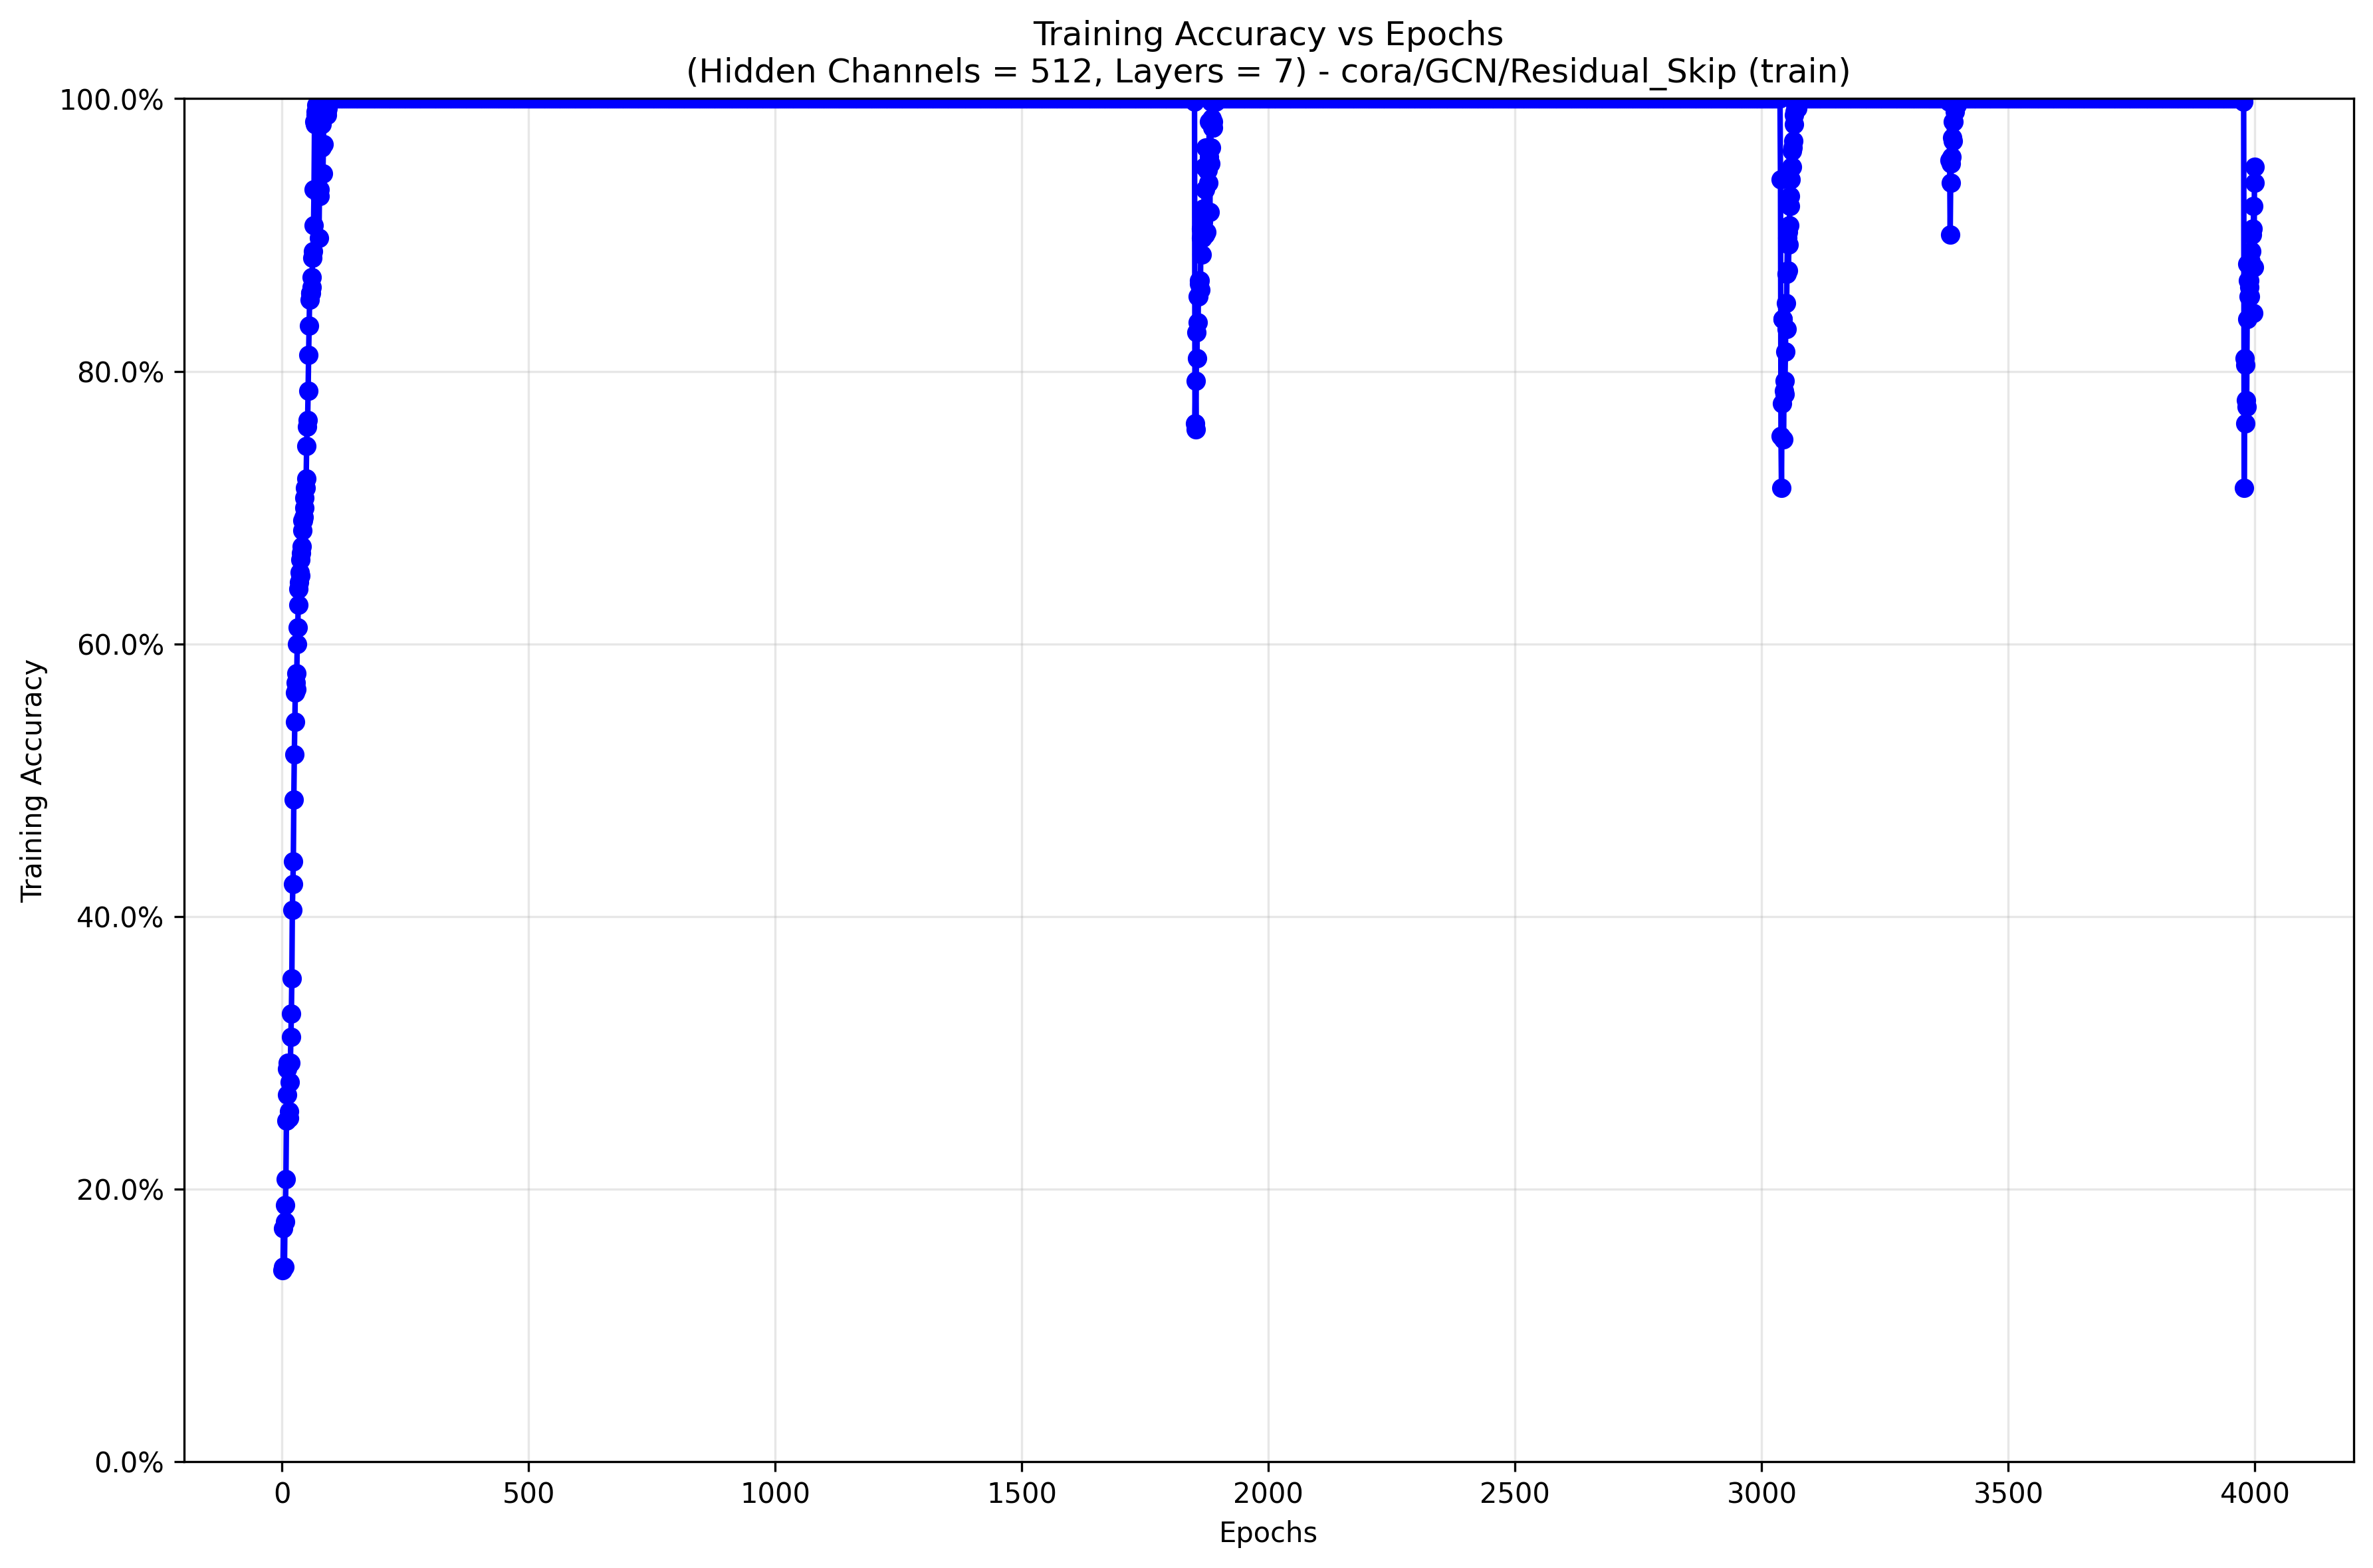 Training Accuracy vs Epochs
(Hidden Channels = 512, Layers = 7) - cora/GCN/Residual_Skip (train)
Training Accuracy
100.0%
80.0%
60.0%
40.0%
20.0%
0.0%
0 500 1000 1500 2000 2500 3000 3500 4000
Epochs